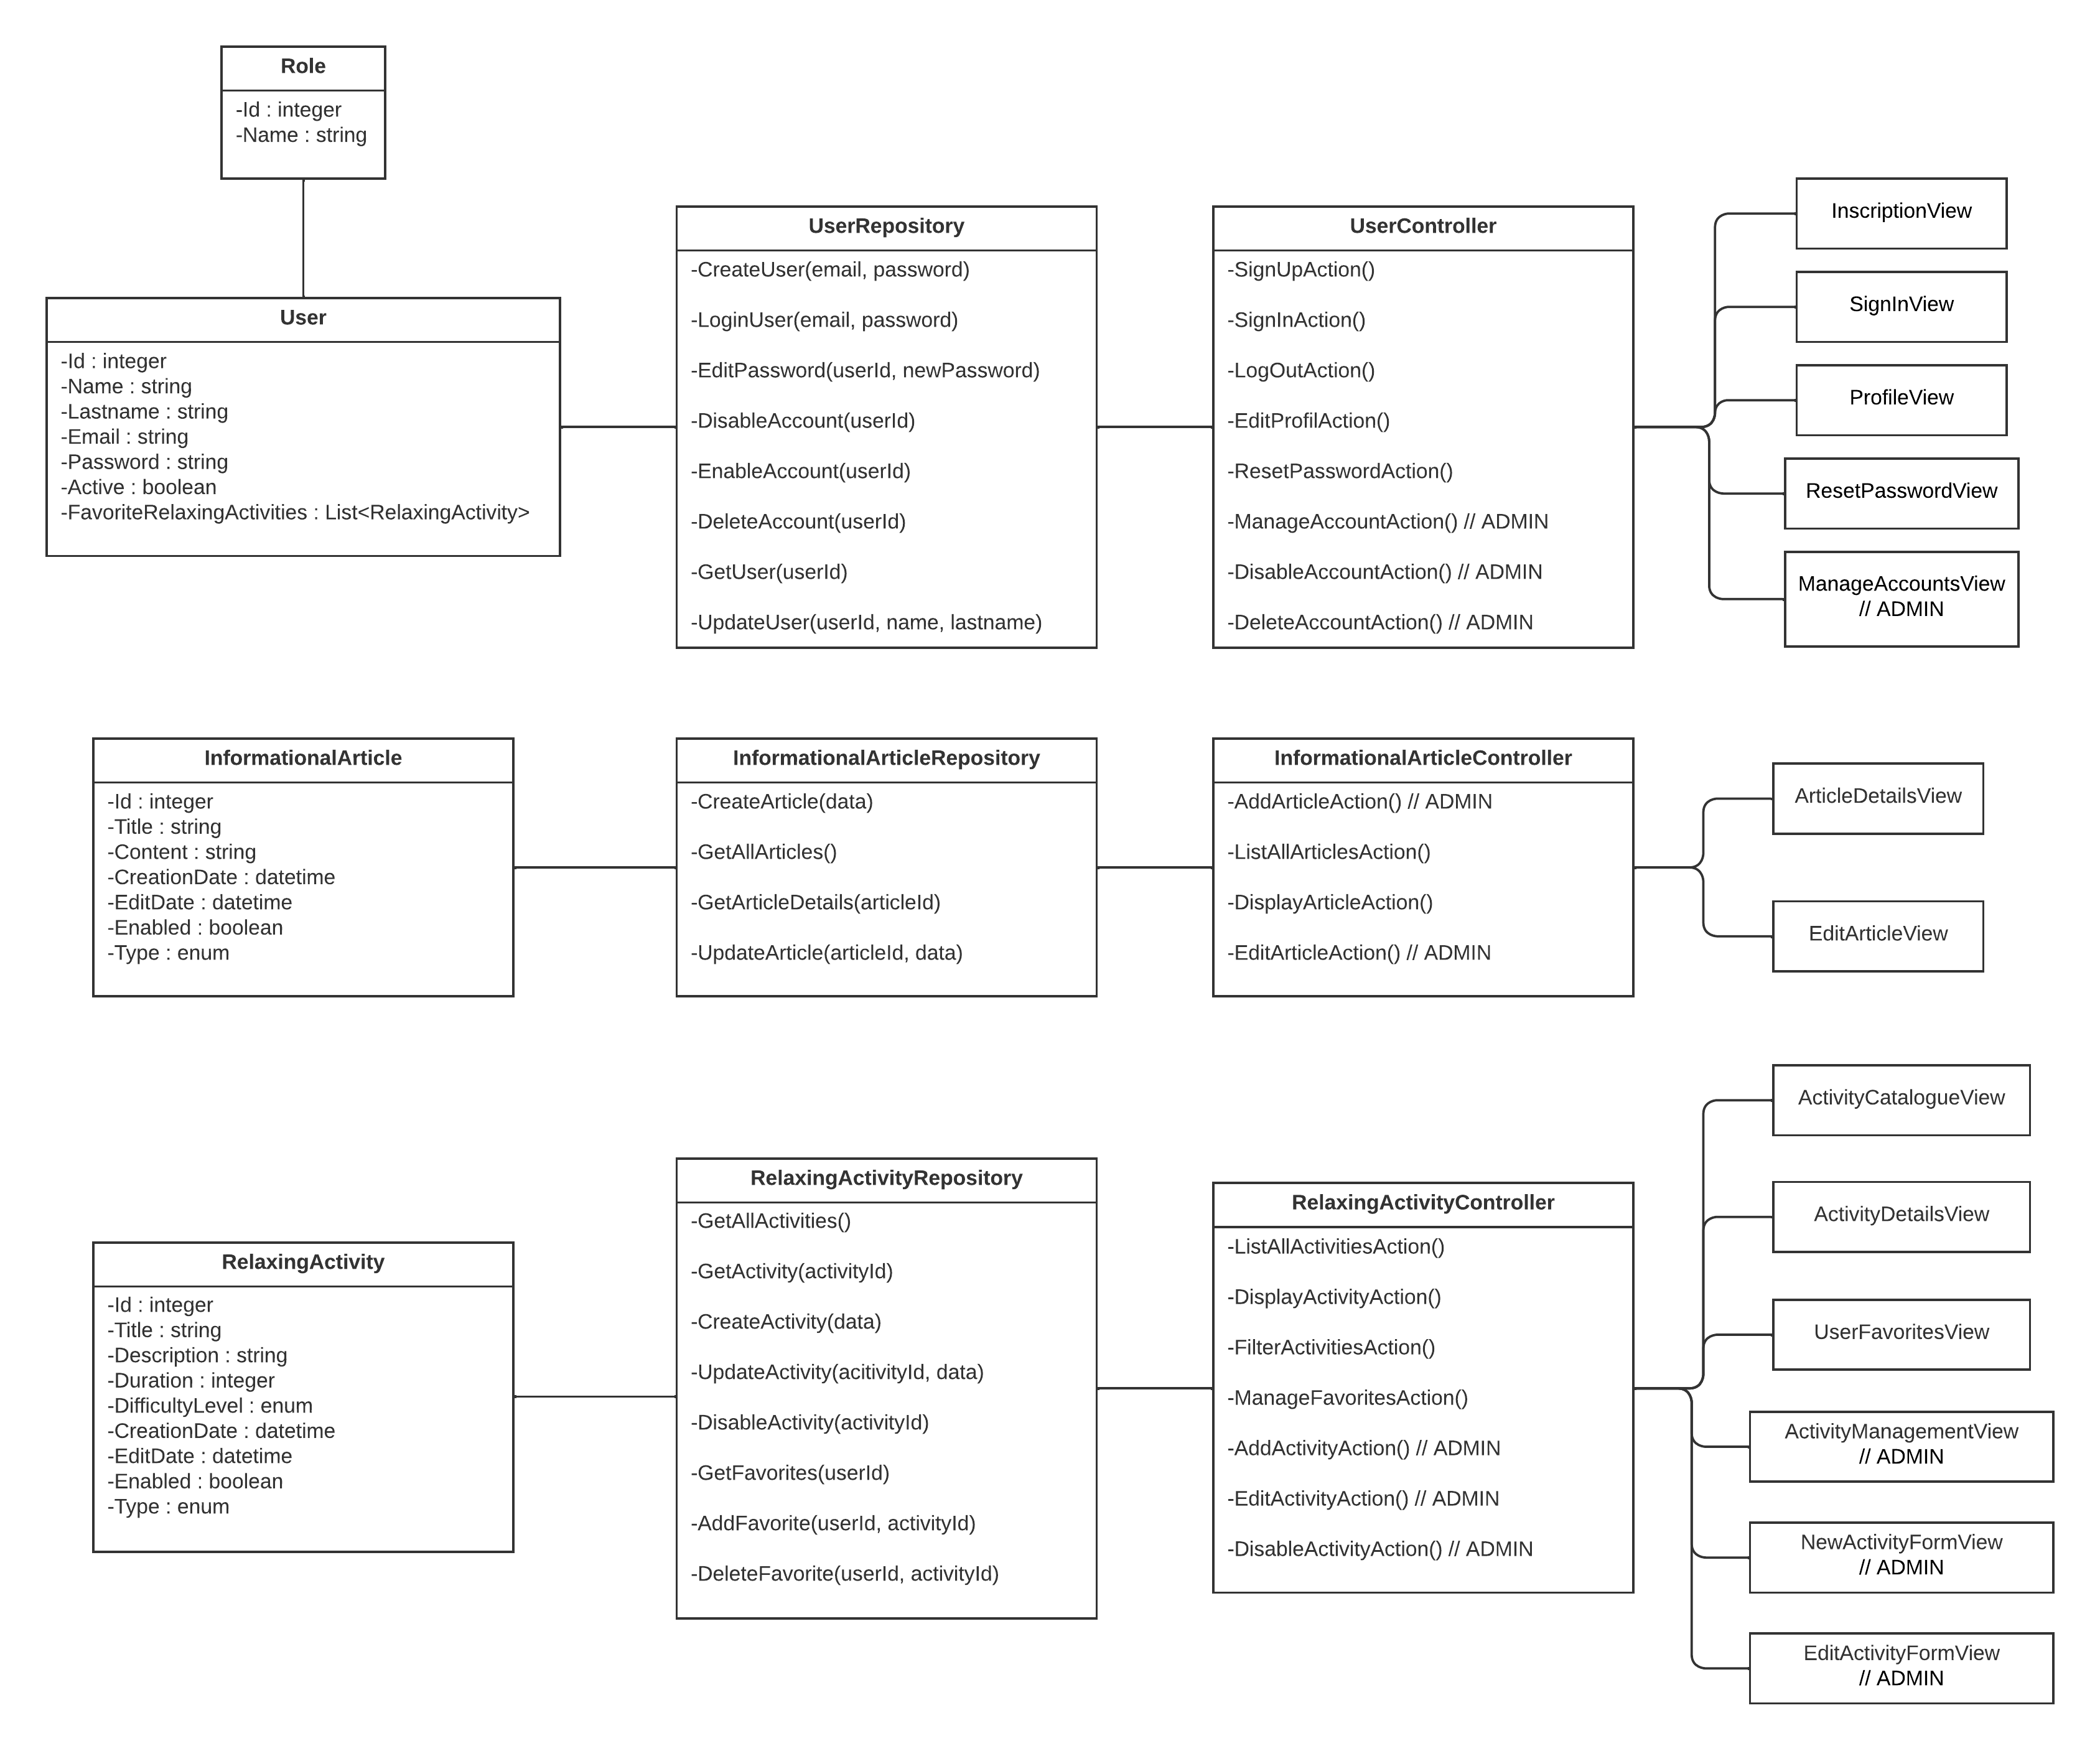 Role
-Id : integer
-Name : string
User
-Id : integer
-Name : string
-Lastname : string
-Email : string
-Password : string
-Active : boolean
-FavoriteRelaxingActivities : List<RelaxingActivity>
UserRepository
-CreateUser(email, password)
-LoginUser(email, password)
-EditPassword(userId, newPassword)
-DisableAccount(userId)
-EnableAccount(userId)
-DeleteAccount(userId)
-GetUser(userId)
-UpdateUser(userId, name, lastname)
UserController
-SignUpAction()
-SignInAction()
-LogOutAction()
-EditProfilAction()
-ResetPasswordAction()
-ManageAccountAction() // ADMIN
-DisableAccountAction() // ADMIN
-DeleteAccountAction() // ADMIN
InscriptionView
SignInView
ProfileView
ResetPasswordView
ManageAccountsView
// ADMIN
InformationalArticle
-Id : integer
-Title : string
-Content : string
-CreationDate : datetime
-EditDate : datetime
-Enabled : boolean
-Type : enum
InformationalArticleRepository
-CreateArticle(data)
-GetAllArticles()
-GetArticleDetails(articleId)
-UpdateArticle(articleId, data)
InformationalArticleController
-AddArticleAction() // ADMIN
-ListAllArticlesAction()
-DisplayArticleAction()
-EditArticleAction() // ADMIN
ArticleDetailsView
EditArticleView
RelaxingActivity
-Id : integer
-Title : string
-Description : string
-Duration : integer
-DifficultyLevel : enum
-CreationDate : datetime
-EditDate : datetime
-Enabled : boolean
-Type : enum
RelaxingActivityRepository
-GetAllActivities()
-GetActivity(activityId)
-CreateActivity(data)
-UpdateActivity(acitivityId, data)
-DisableActivity(activityId)
-GetFavorites(userId)
-AddFavorite(userId, activityId)
-DeleteFavorite(userId, activityId)
RelaxingActivityController
-ListAllActivitiesAction()
-DisplayActivityAction()
-FilterActivitiesAction()
-ManageFavoritesAction()
-AddActivityAction() // ADMIN
-EditActivityAction() // ADMIN
-DisableActivityAction() // ADMIN
ActivityCatalogueView
ActivityDetailsView
UserFavoritesView
ActivityManagementView
// ADMIN
NewActivityFormView
// ADMIN
EditActivityFormView
// ADMIN